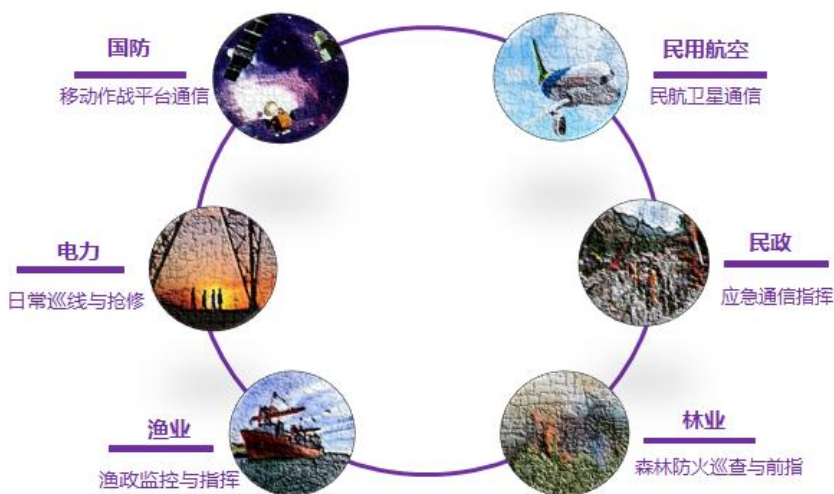 国防
移动作战平台通信
民用航空
民航卫星通信
电力
日常巡线与抢修
民政
应急通信指挥
渔业
渔政监控与指挥
林业
森林防火巡查与前指